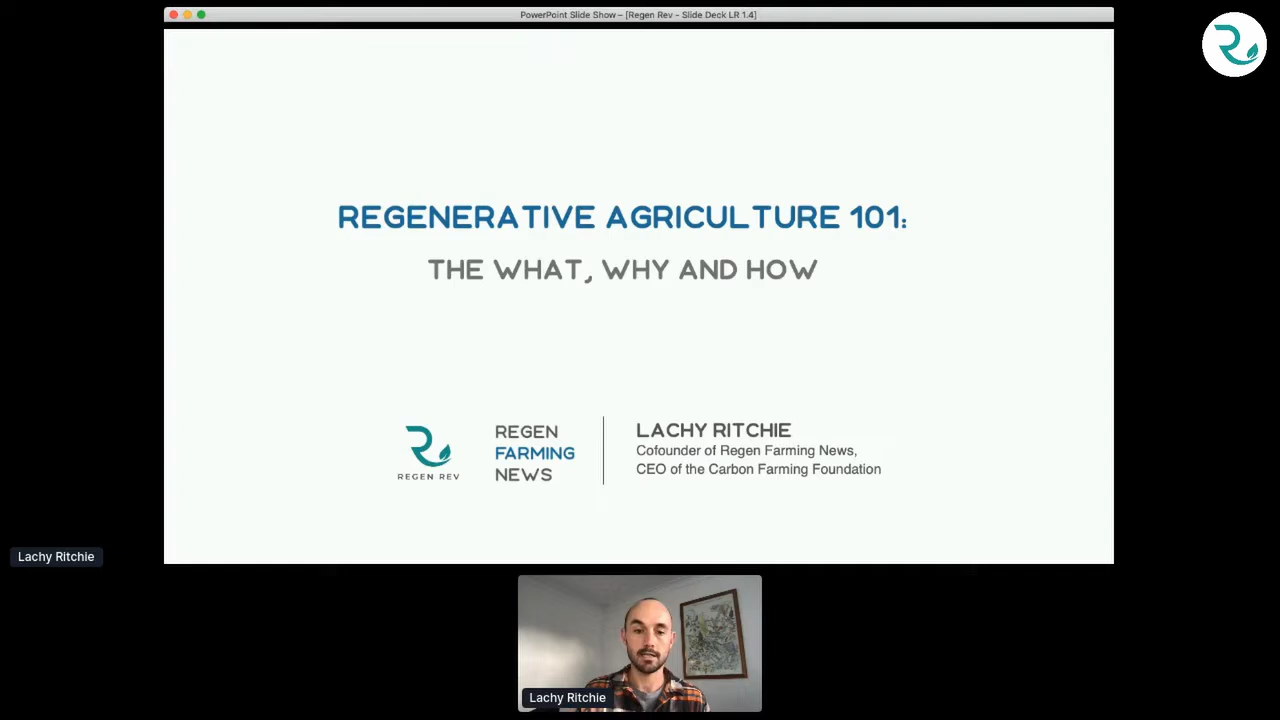 PowerPoint Slide Show – [Regen Rev - Slide Deck LR 1.4]
REGENERATIVE AGRICULTURE 101:
THE WHAT, WHY AND HOW
REGEN REV
REGEN
FARMING
NEWS
LACHY RITCHIE
Cofounder of Regen Farming News,
CEO of the Carbon Farming Foundation
Lachy Ritchie
Lachy Ritchie